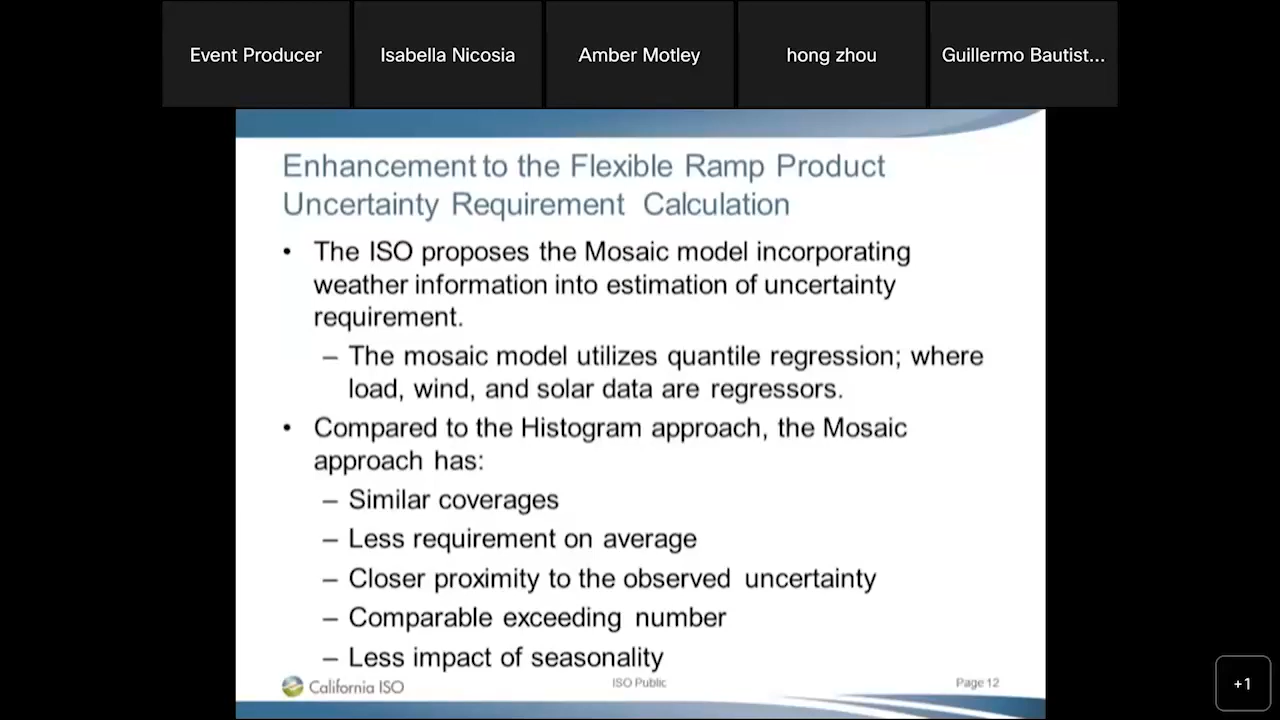 Event Producer
Isabella Nicosia
Amber Motley
hong zhou
Guillermo Bautist...
Enhancement to the Flexible Ramp Product
Uncertainty Requirement Calculation
• The ISO proposes the Mosaic model incorporating
weather information into estimation of uncertainty
requirement.
– The mosaic model utilizes quantile regression; where
load, wind, and solar data are regressors.
• Compared to the Histogram approach, the Mosaic
approach has:
– Similar coverages
– Less requirement on average
– Closer proximity to the observed uncertainty
– Comparable exceeding number
– Less impact of seasonality
California ISO
ISO Public
Page 12
+1